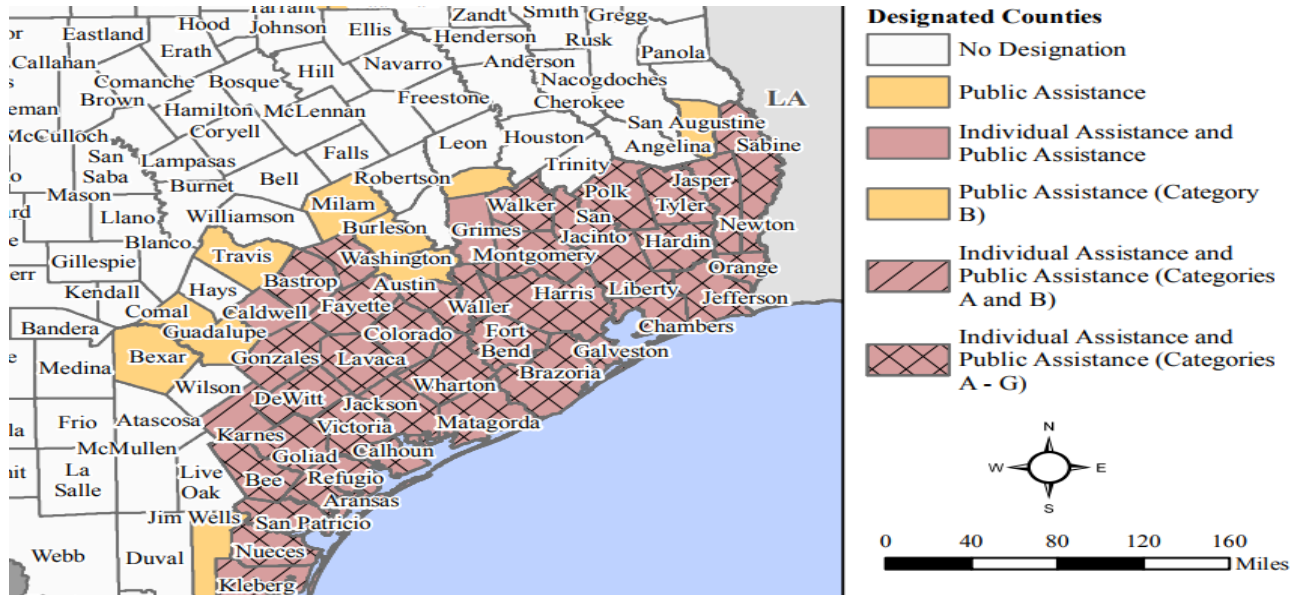 Tarrant
Zandt
Smith
Gregg
Hood
Johnson
Ellis
Eastland
Henderson
Rusk
Erath
Panola
Callahan
Navarro
Anderson
Hill
Comanche
Bosque
Nacogdoches
Brown
Freestone
Cherokee
LA
Hamilton
McLennan
San Augustine
McCulloch
Coryell
Houston
Angelina
Sabine
Leon
San
Saba
Lampasas
Falls
Trinity
Mason
Burnet
Bell
Robertson
Jasper
Polk
Milam
Walker
Tyler
Llano
Williamson
San
Jacinto
Burleson
Grimes
Newton
Blanco
Hardin
Gillespie
Travis
Washington
Montgomery
Orange
Kendall
Hays
Bastrop
Austin
Harris
Liberty
Jefferson
Comal
Caldwell
Fayette
Waller
Bandera
Guadalupe
Colorado
Fort
Bend
Chambers
Bexar
Gonzales
Lavaca
Galveston
Medina
Wilson
Wharton
Brazoria
DeWitt
Jackson
Frio
Atascosa
Victoria
Matagorda
Karnes
McMullen
Goliad
Calhoun
La
Salle
Live
Oak
Bee
Refugio
Aransas
Jim Wells
San Patricio
Nueces
Webb
Duval
Kleberg
Designated Counties
No Designation
Public Assistance
Individual Assistance and
Public Assistance
Public Assistance (Category
B)
Individual Assistance and
Public Assistance (Categories
A and B)
Individual Assistance and
Public Assistance (Categories
A - G)
N
W E
S
0 40 80 120 160
Miles